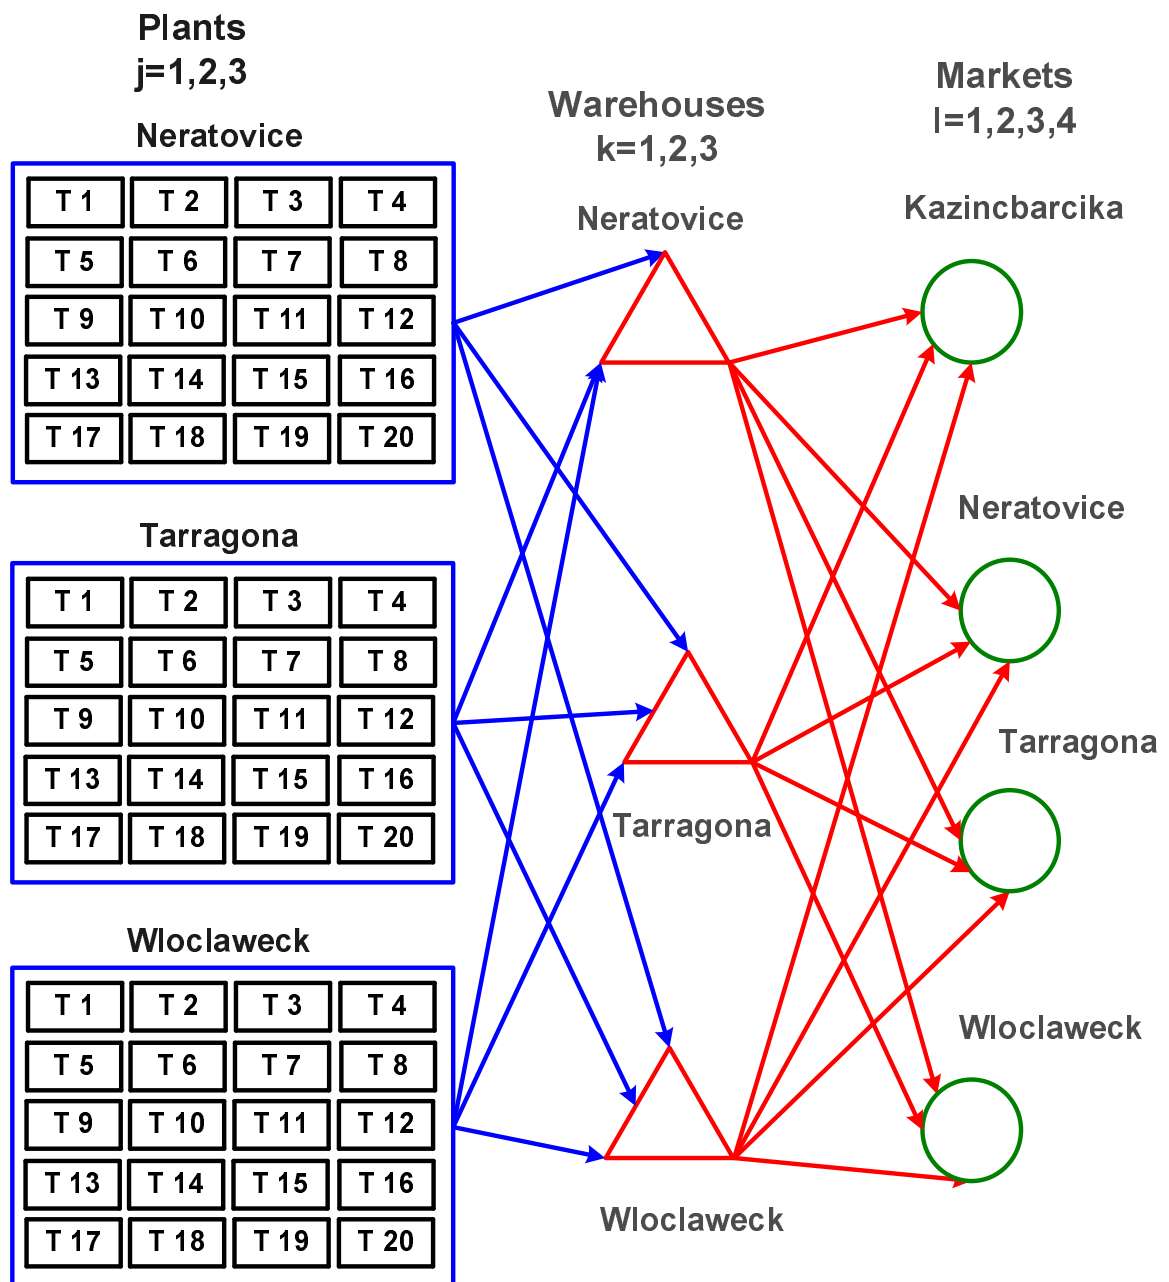 Plants
j=1,2,3
Neratovice
T 1 T 2 T 3 T 4
T 5 T 6 T 7 T 8
T 9 T 10 T 11 T 12
T 13 T 14 T 15 T 16
T 17 T 18 T 19 T 20
Tarragona
T 1 T 2 T 3 T 4
T 5 T 6 T 7 T 8
T 9 T 10 T 11 T 12
T 13 T 14 T 15 T 16
T 17 T 18 T 19 T 20
Wloclaweck
T 1 T 2 T 3 T 4
T 5 T 6 T 7 T 8
T 9 T 10 T 11 T 12
T 13 T 14 T 15 T 16
T 17 T 18 T 19 T 20
Warehouses
k=1,2,3
Neratovice
Tarragona
Wloclaweck
Markets
l=1,2,3,4
Kazincbarcika
Neratovice
Tarragona
Wloclaweck